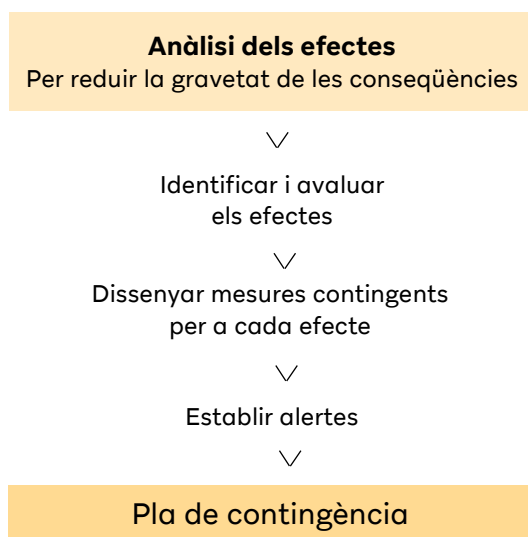 Anàlisi dels efectes
Per reduir la gravetat de les conseqüències
Identificar i avaluar
els efectes
Dissenyar mesures contingents
per a cada efecte
Establir alertes
Pla de contingència